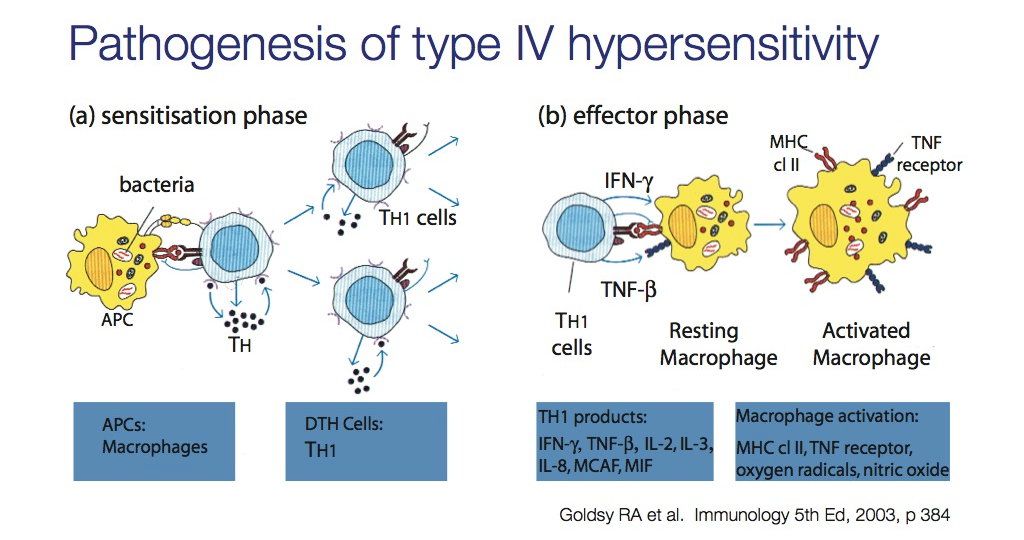 Pathogenesis of type IV hypersensitivity
(a) sensitisation phase
bacteria
APC
TH
TH1 cells
APCs:
Macrophages
DTH Cells:
TH1
(b) effector phase
IFN-γ
TNF-β
TH1
cells
Resting
Macrophage
MHC
cl II
TNF
receptor
Activated
Macrophage
TH1 products:
IFN-γ, TNF-β, IL-2, IL-3,
IL-8, MCAF, MIF
Macrophage activation:
MHC cl II, TNF receptor,
oxygen radicals, nitric oxide
Goldsy RA et al. Immunology 5th Ed, 2003, p 384